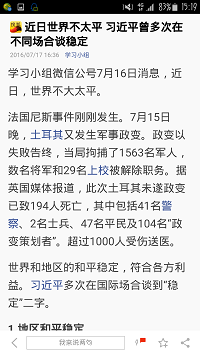 83% 15:19
近日世界不太平 习近平曾多次在
不同场合谈稳定
2016/07/17 16:36 学习小组
学习小组微信公号7月16日消息，近
日，世界不太平。
法国尼斯事件刚刚发生。7月15日
晚，土耳其又发生军事政变。政变以
失败告终，当局拘捕了1563名军人，
数名将军和29名上校被解除职务。据
英国媒体报道，此次土耳其未遂政变
已致194人死亡，其中包括41名警
察、2名士兵、47名平民及104名“政
变策划者”。超过1000人受伤送医。
世界和地区的和平稳定，符合各方利
益。习近平多次在国际场合谈到“稳
定”二字。
1.地区和平稳定
我来说两句